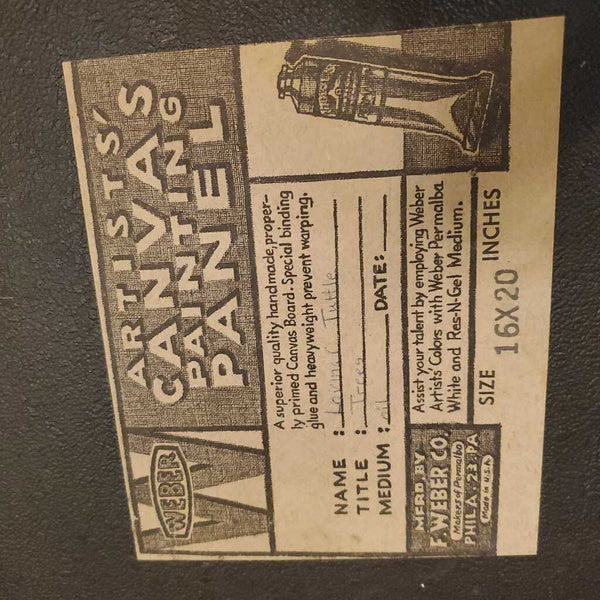 WEBER
ARTISTS'
CANVAS
PAINTING
PANEL
A superior quality handmade, proper-
ly primed Canvas Board. Special binding
glue and heavyweight prevent warping.
NAME : Tuttle
TITLE : Trees
MEDIUM : oil DATE:
MFRD BY
F. WEBER CO.
Makers of Permalba
PHILA. 23 PA
Made in U.S.A
Assist your talent by employing Weber
Artists' Colors with Weber Permalba
White and Res-N-Gel Medium.
SIZE 16X20 INCHES